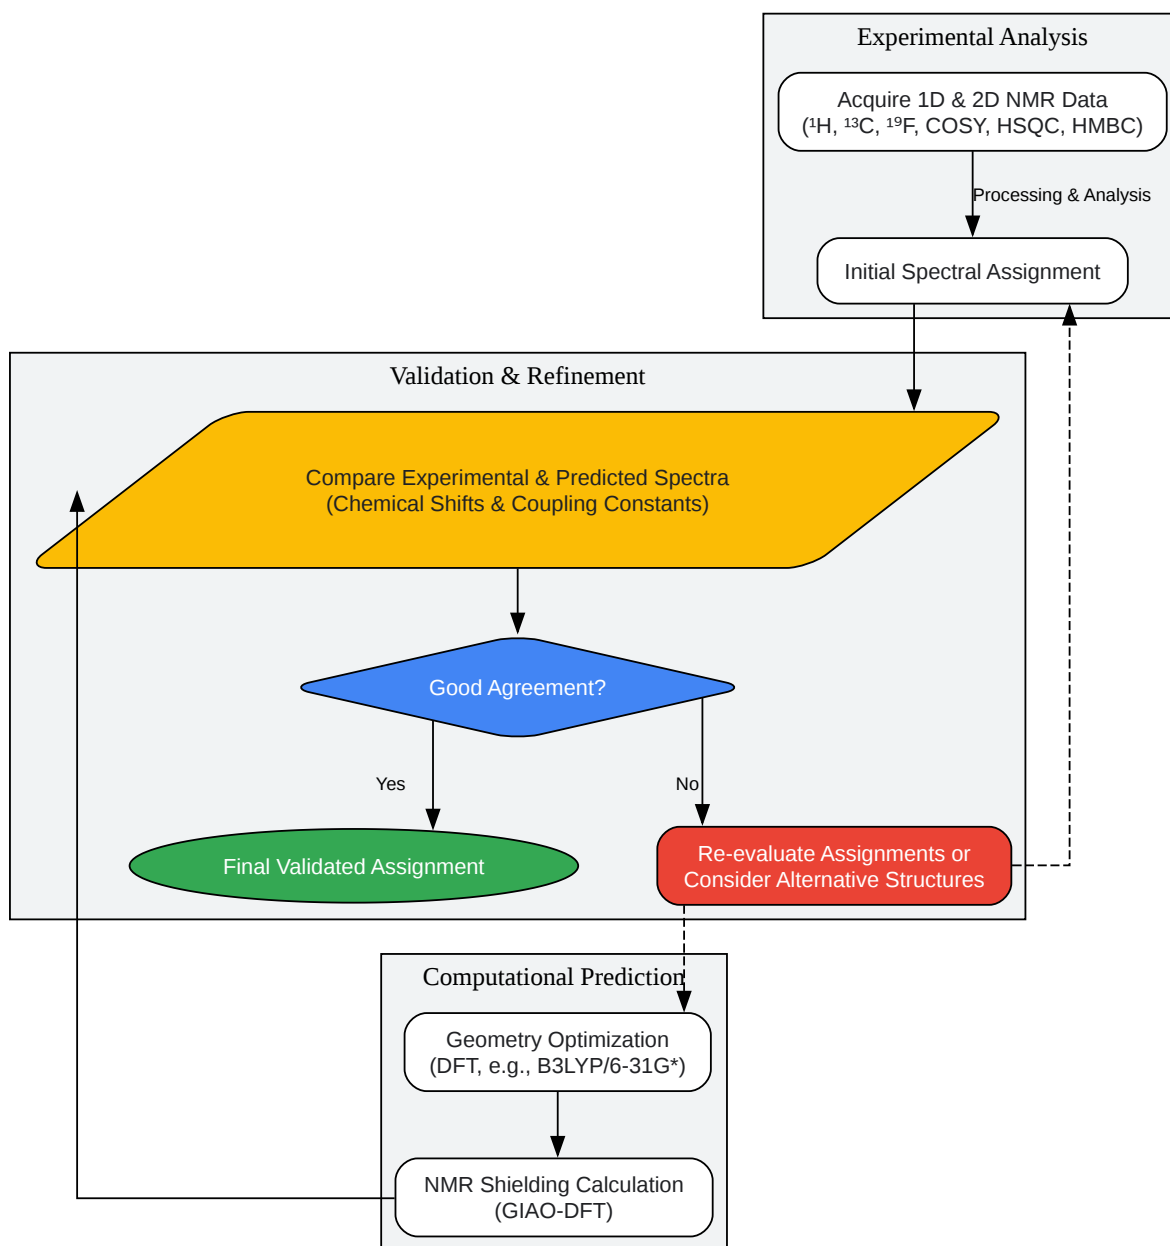 Experimental Analysis
Acquire 1D & 2D NMR Data
(¹H, ¹³C, ¹⁹F, COSY, HSQC, HMBC)
Processing & Analysis
Initial Spectral Assignment
Validation & Refinement
Compare Experimental & Predicted Spectra
(Chemical Shifts & Coupling Constants)
Good Agreement?
Yes
No
Final Validated Assignment
Re-evaluate Assignments or
Consider Alternative Structures
Computational Prediction
Geometry Optimization
(DFT, e.g., B3LYP/6-31G*)
NMR Shielding Calculation
(GIAO-DFT)